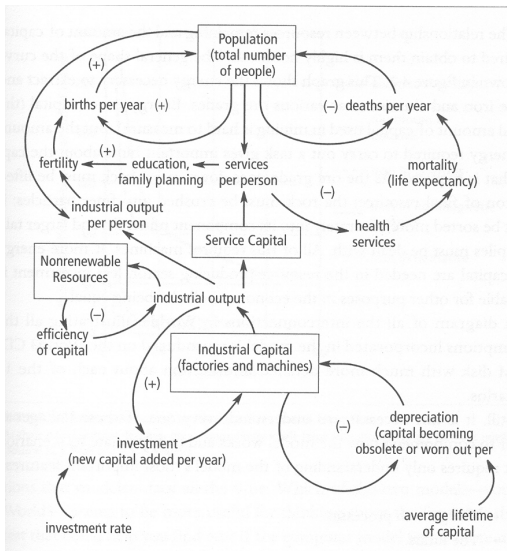 Population
(total number
of people)
(+)
births per year (+)
(–) deaths per year
(+)
fertility
education,
family planning
services
per person
mortality
(life expectancy)
(–)
industrial output
per person
health
services
Service Capital
Nonrenewable
Resources
industrial output
(–)
efficiency
of capital
Industrial Capital
(factories and machines)
(+)
(–)
depreciation
(capital becoming
obsolete or worn out per
investment
(new capital added per year)
investment rate
average lifetime
of capital